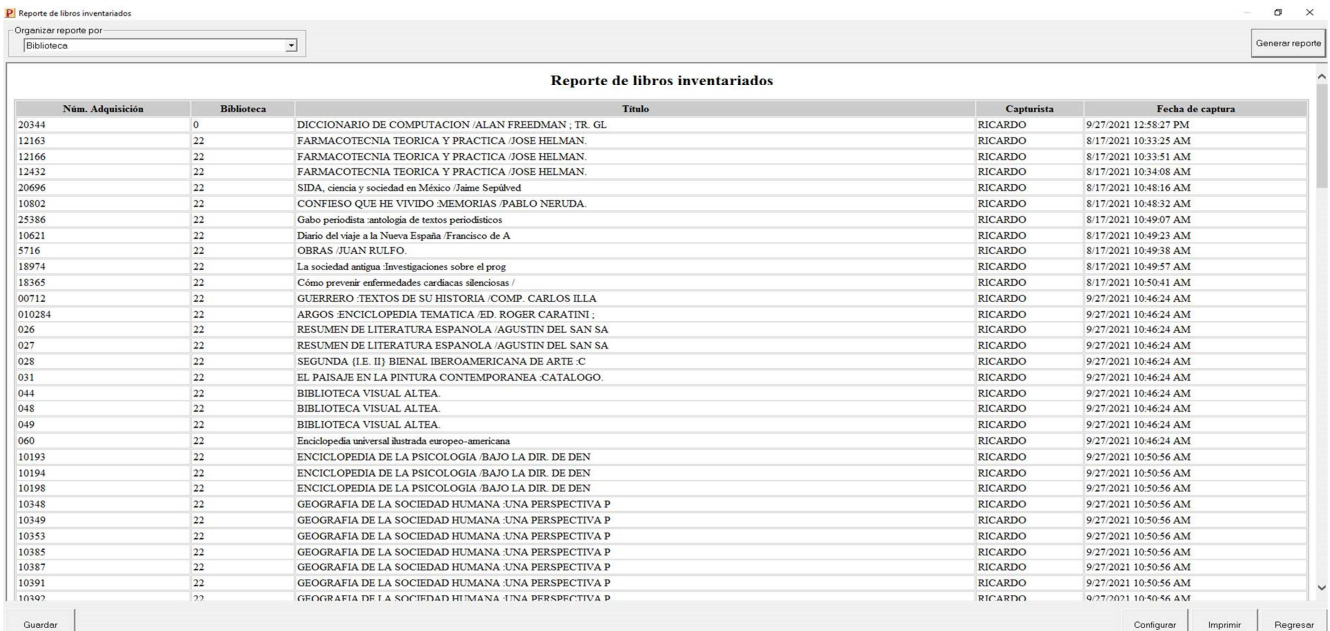 Reporte de libros inventariados
Organizar reporte por
Biblioteca
Generar reporte
Reporte de libros inventariados
Núm. Adquisición Biblioteca Título Capturista Fecha de captura
20344 0 DICCIONARIO DE COMPUTACION /ALAN FREEDMAN ; TR. GL RICARDO 9/27/2021 12:58:27 PM
12163 22 FARMACOTECNIA TEORICA Y PRACTICA /JOSE HELMAN. RICARDO 8/17/2021 10:33:25 AM
12166 22 FARMACOTECNIA TEORICA Y PRACTICA /JOSE HELMAN. RICARDO 8/17/2021 10:33:51 AM
12432 22 FARMACOTECNIA TEORICA Y PRACTICA /JOSE HELMAN. RICARDO 8/17/2021 10:34:08 AM
20696 22 SIDA, ciencia y sociedad en México /Jaime Sepúlved RICARDO 8/17/2021 10:48:16 AM
10802 22 CONFIESO QUE HE VIVIDO :MEMORIAS /PABLO NERUDA. RICARDO 8/17/2021 10:48:32 AM
25386 22 Gabo periodista :antología de textos periodísticos RICARDO 8/17/2021 10:49:07 AM
10621 22 Diario del viaje a la Nueva España /Francisco de A RICARDO 8/17/2021 10:49:23 AM
5716 22 OBRAS /JUAN RULFO. RICARDO 8/17/2021 10:49:38 AM
18974 22 La sociedad antigua :Investigaciones sobre el prog RICARDO 8/17/2021 10:49:57 AM
18365 22 Cómo prevenir enfermedades cardiacas silenciosas / RICARDO 8/17/2021 10:50:41 AM
00712 22 GUERRERO :TEXTOS DE SU HISTORIA /COMP. CARLOS ILLA RICARDO 9/27/2021 10:46:24 AM
010284 22 ARGOS :ENCICLOPEDIA TEMATICA /ED. ROGER CARATINI ; RICARDO 9/27/2021 10:46:24 AM
026 22 RESUMEN DE LITERATURA ESPANOLA /AGUSTIN DEL SAN SA RICARDO 9/27/2021 10:46:24 AM
027 22 RESUMEN DE LITERATURA ESPANOLA /AGUSTIN DEL SAN SA RICARDO 9/27/2021 10:46:24 AM
028 22 SEGUNDA {I.E. II} BIENAL IBEROAMERICANA DE ARTE :C RICARDO 9/27/2021 10:46:24 AM
031 22 EL PAISAJE EN LA PINTURA CONTEMPORANEA :CATALOGO. RICARDO 9/27/2021 10:46:24 AM
044 22 BIBLIOTECA VISUAL ALTEA. RICARDO 9/27/2021 10:46:24 AM
048 22 BIBLIOTECA VISUAL ALTEA. RICARDO 9/27/2021 10:46:24 AM
049 22 BIBLIOTECA VISUAL ALTEA. RICARDO 9/27/2021 10:46:24 AM
060 22 Enciclopedia universal ilustrada europeo-americana RICARDO 9/27/2021 10:46:24 AM
10193 22 ENCICLOPEDIA DE LA PSICOLOGIA /BAJO LA DIR. DE DEN RICARDO 9/27/2021 10:50:56 AM
10194 22 ENCICLOPEDIA DE LA PSICOLOGIA /BAJO LA DIR. DE DEN RICARDO 9/27/2021 10:50:56 AM
10198 22 ENCICLOPEDIA DE LA PSICOLOGIA /BAJO LA DIR. DE DEN RICARDO 9/27/2021 10:50:56 AM
10348 22 GEOGRAFIA DE LA SOCIEDAD HUMANA :UNA PERSPECTIVA P RICARDO 9/27/2021 10:50:56 AM
10349 22 GEOGRAFIA DE LA SOCIEDAD HUMANA :UNA PERSPECTIVA P RICARDO 9/27/2021 10:50:56 AM
10353 22 GEOGRAFIA DE LA SOCIEDAD HUMANA :UNA PERSPECTIVA P RICARDO 9/27/2021 10:50:56 AM
10385 22 GEOGRAFIA DE LA SOCIEDAD HUMANA :UNA PERSPECTIVA P RICARDO 9/27/2021 10:50:56 AM
10387 22 GEOGRAFIA DE LA SOCIEDAD HUMANA :UNA PERSPECTIVA P RICARDO 9/27/2021 10:50:56 AM
10391 22 GEOGRAFIA DE LA SOCIEDAD HUMANA :UNA PERSPECTIVA P RICARDO 9/27/2021 10:50:56 AM
10392 22 GEOGRAFIA DE LA SOCIEDAD HUMANA :UNA PERSPECTIVA P RICARDO 9/27/2021 10:50:56 AM
Guardar Configurar Imprimir Regresar